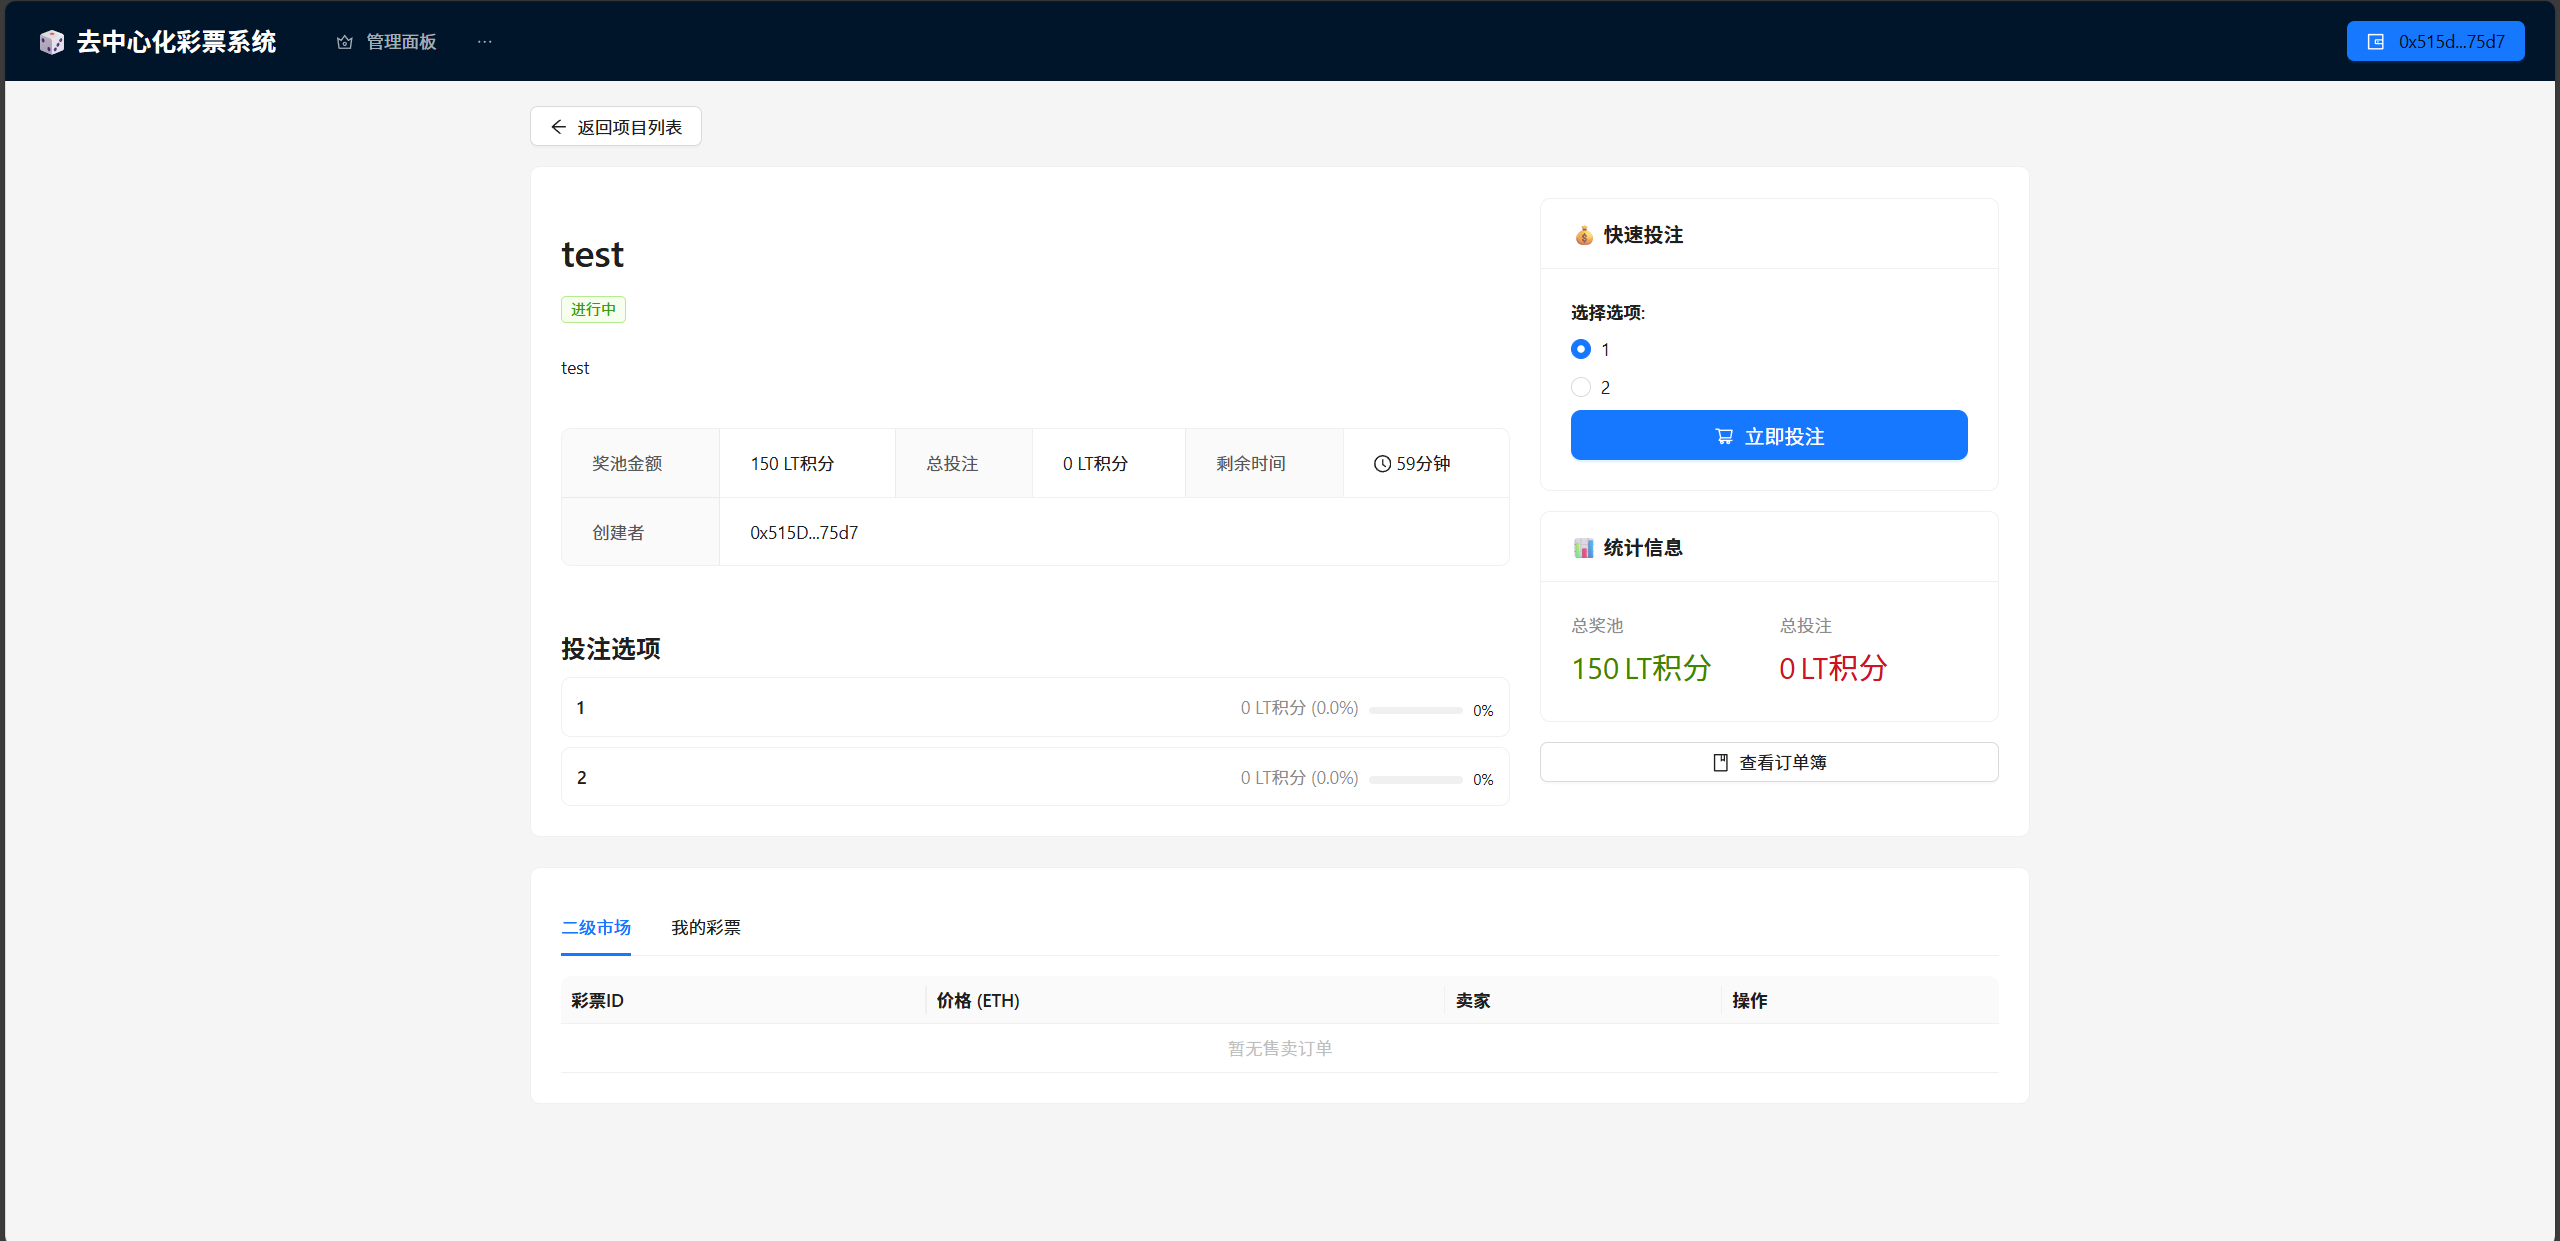 去中心化彩票系统
管理面板
···
0x515d...75d7
返回项目列表
test
进行中
test
奖池金额 150 LT积分 总投注 0 LT积分 剩余时间 59分钟
创建者 0x515D...75d7
投注选项
1 0 LT积分 (0.0%) 0%
2 0 LT积分 (0.0%) 0%
快速投注
选择选项:
1
2
立即投注
统计信息
总奖池 总投注
150 LT积分 0 LT积分
查看订单簿
二级市场 我的彩票
彩票ID 价格 (ETH) 卖家 操作
暂无售卖订单